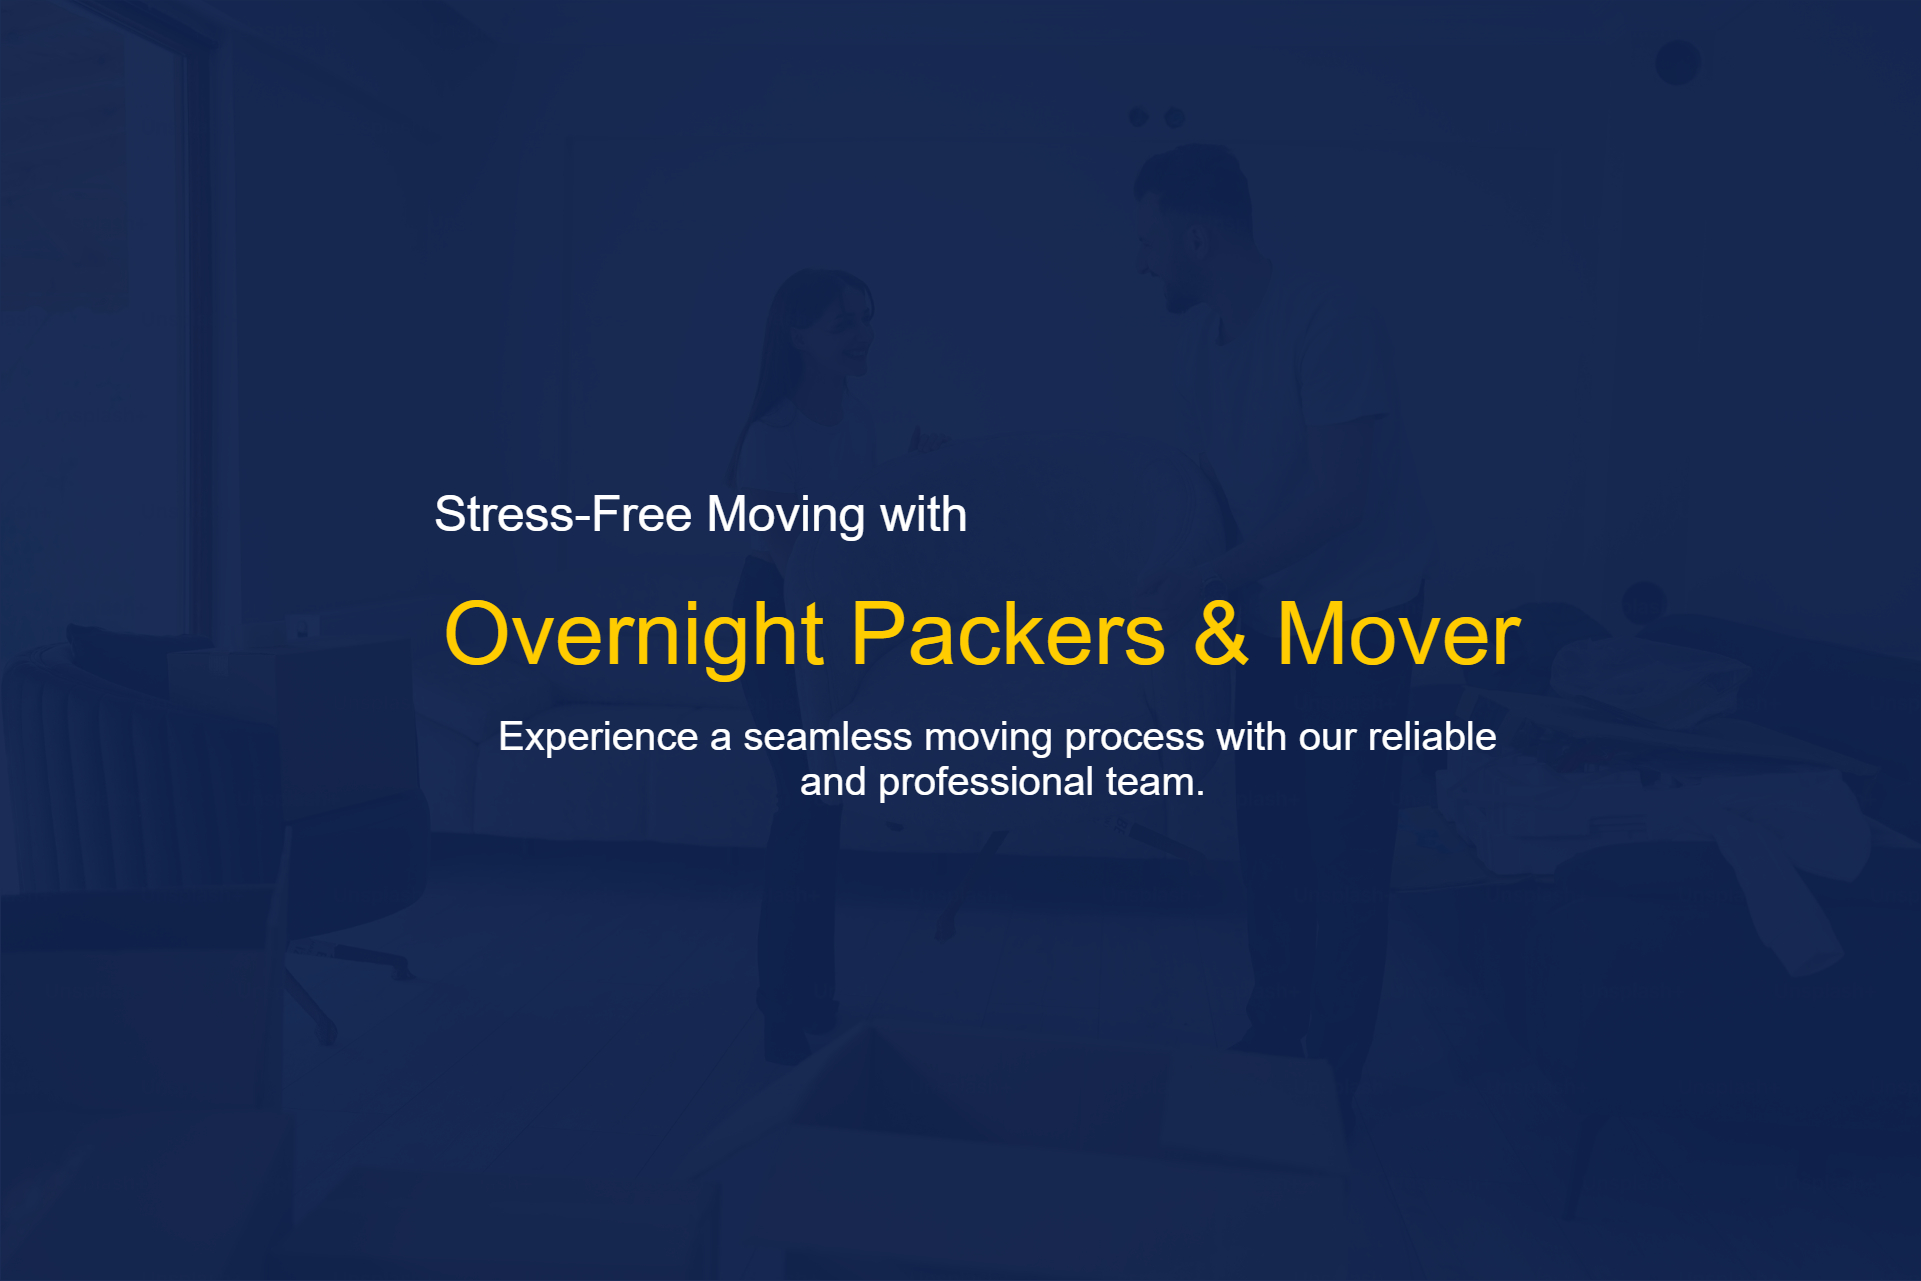 Stress-Free Moving with
Overnight Packers & Mover
Experience a seamless moving process with our reliable
and professional team.